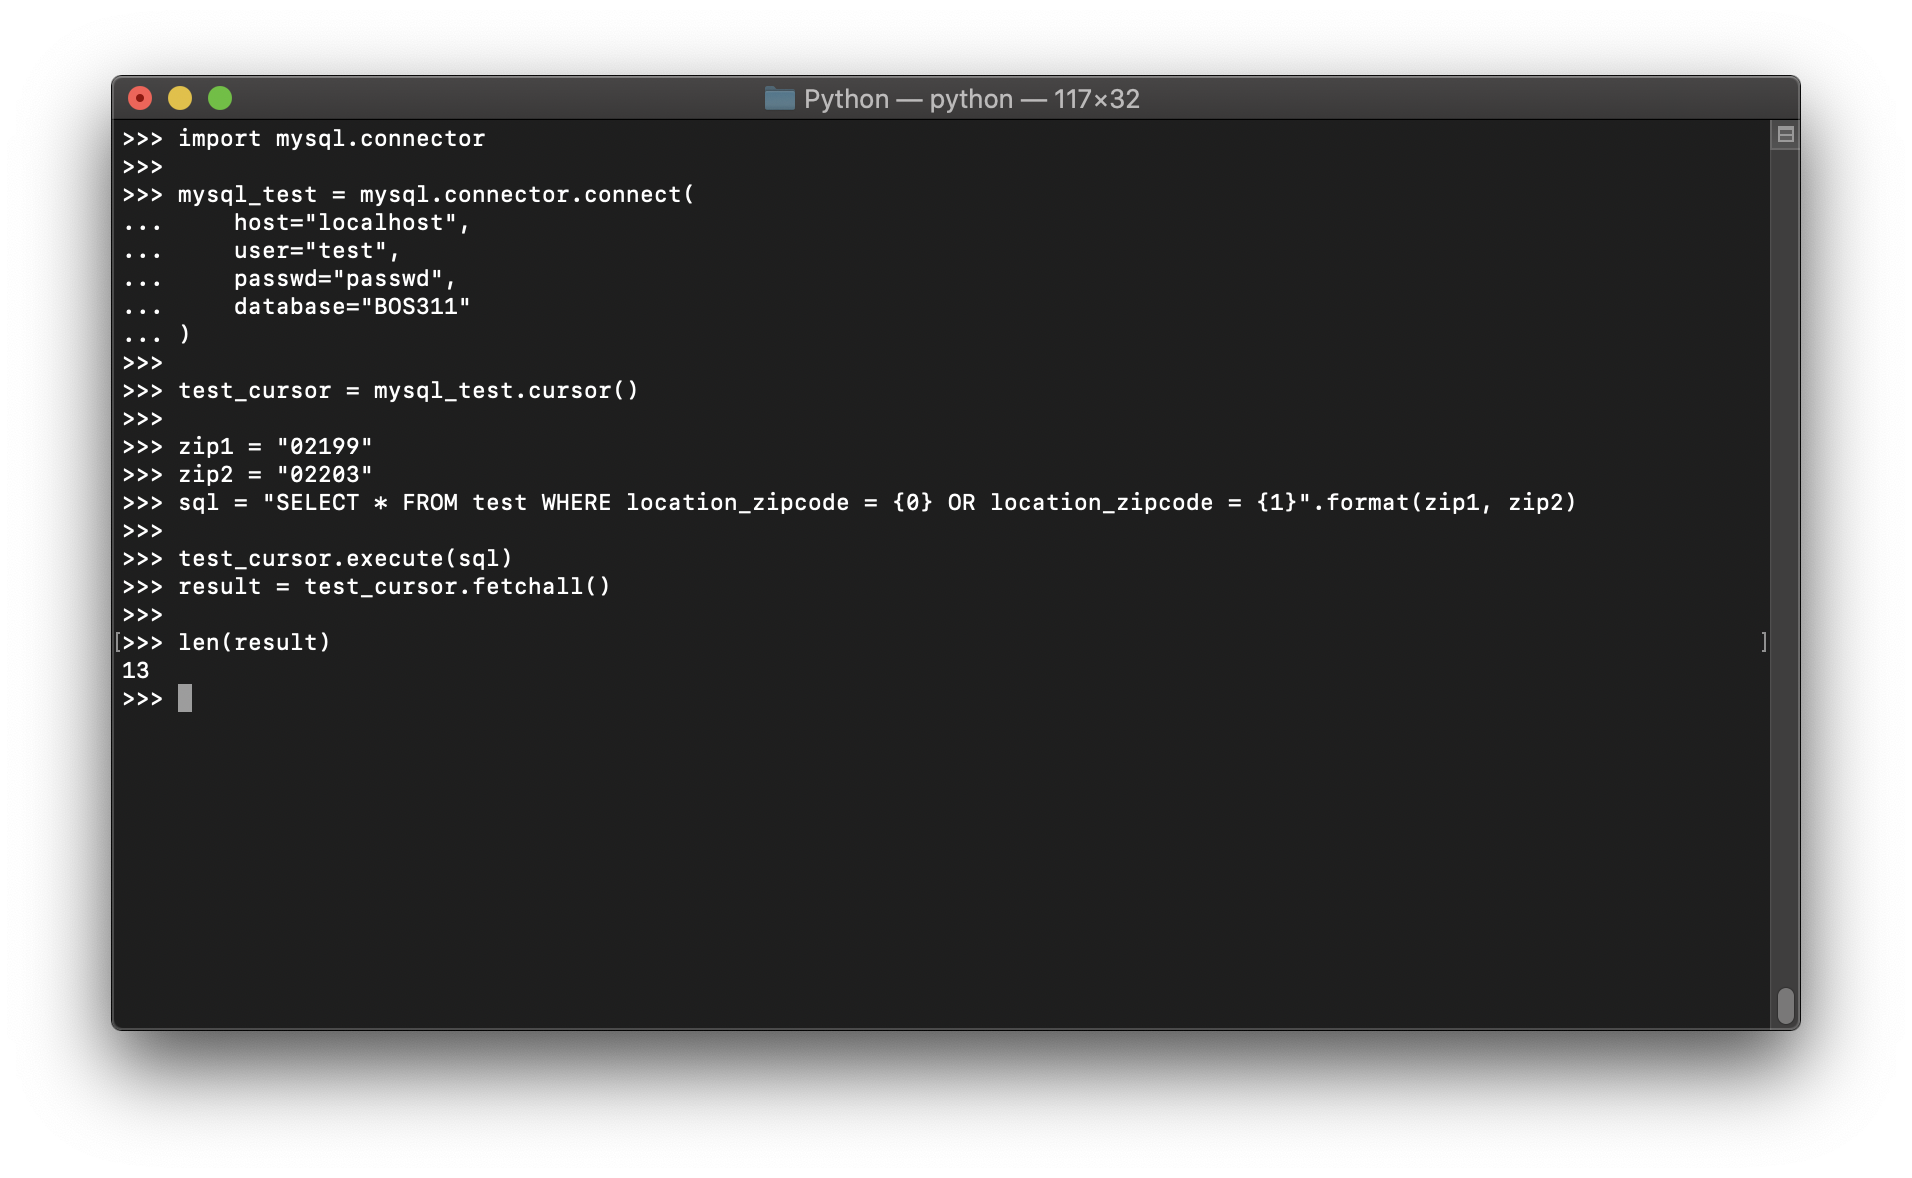 Python — python — 117×32
>>> import mysql.connector
>>>
>>> mysql_test = mysql.connector.connect(
...     host="localhost",
...     user="test",
...     passwd="passwd",
...     database="BOS311"
... )
>>>
>>> test_cursor = mysql_test.cursor()
>>>
>>> zip1 = "02199"
>>> zip2 = "02203"
>>> sql = "SELECT * FROM test WHERE location_zipcode = {0} OR location_zipcode = {1}".format(zip1, zip2)
>>>
>>> test_cursor.execute(sql)
>>> result = test_cursor.fetchall()
>>>
[>>> len(result) ]
13
>>>